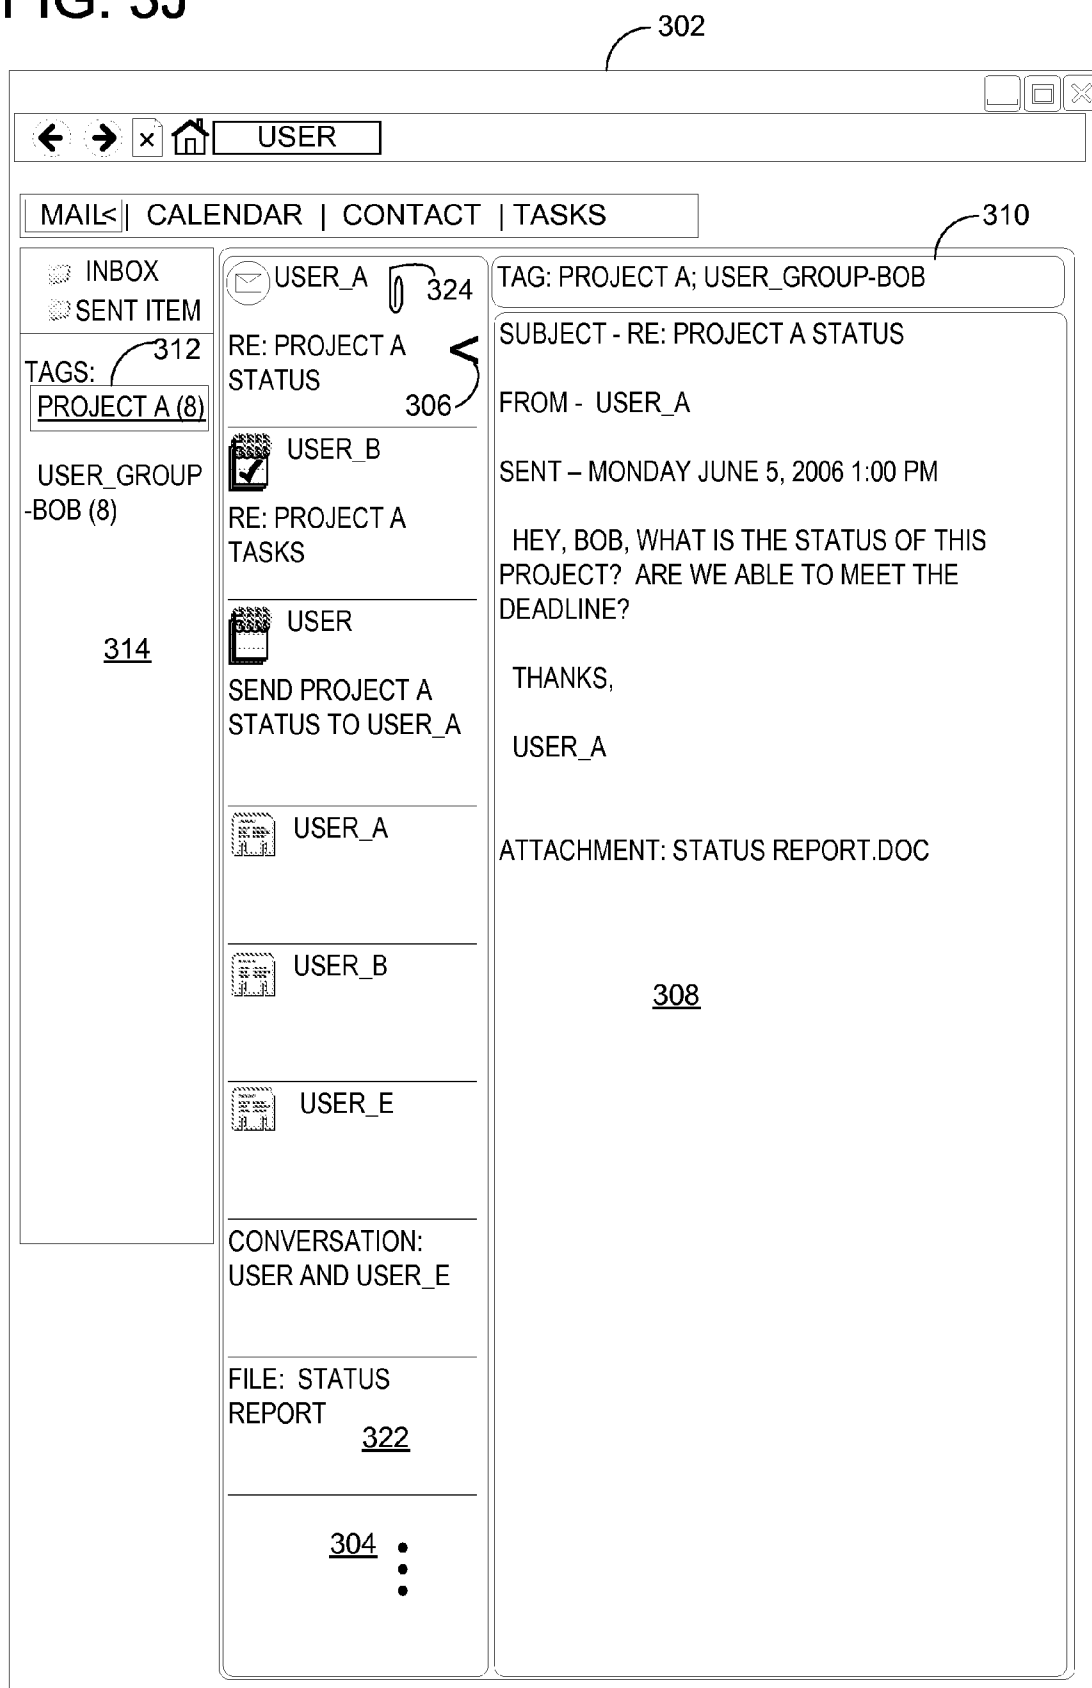 FIG. 3J
302
USER
MAIL< | CALENDAR | CONTACT | TASKS
310
INBOX
SENT ITEM
312
TAGS:
PROJECT A (8)
USER_GROUP
-BOB (8)
314
USER_A
324
RE: PROJECT A
STATUS
<
306
USER_B
RE: PROJECT A
TASKS
USER
SEND PROJECT A
STATUS TO USER_A
USER_A
USER_B
USER_E
CONVERSATION:
USER AND USER_E
FILE: STATUS
REPORT
322
304
TAG: PROJECT A; USER_GROUP-BOB
SUBJECT - RE: PROJECT A STATUS
FROM - USER_A
SENT – MONDAY JUNE 5, 2006 1:00 PM
HEY, BOB, WHAT IS THE STATUS OF THIS
PROJECT? ARE WE ABLE TO MEET THE
DEADLINE?
THANKS,
USER_A
ATTACHMENT: STATUS REPORT.DOC
308